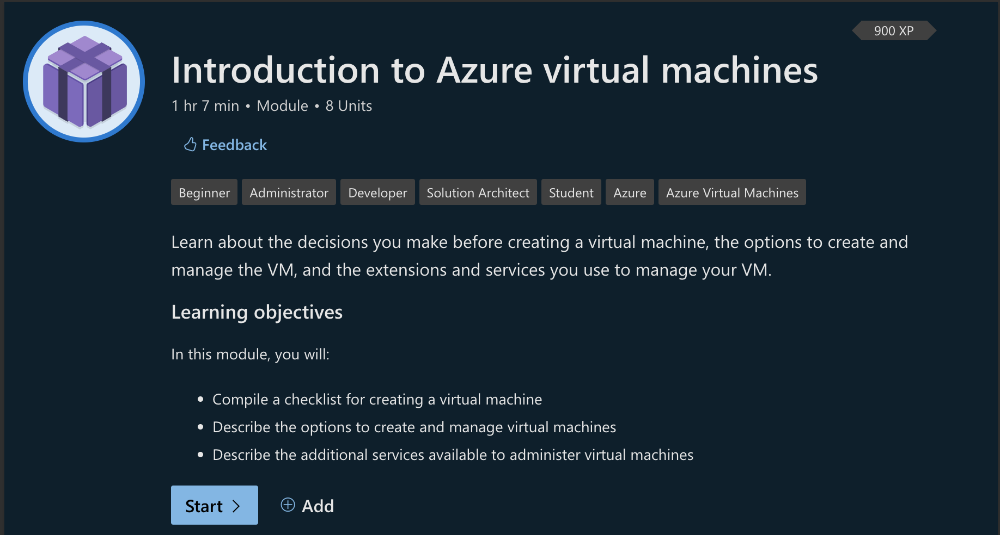 900 XP
Introduction to Azure virtual machines
1 hr 7 min • Module • 8 Units
Feedback
Beginner Administrator Developer Solution Architect Student Azure Azure Virtual Machines
Learn about the decisions you make before creating a virtual machine, the options to create and
manage the VM, and the extensions and services you use to manage your VM.
Learning objectives
In this module, you will:
• Compile a checklist for creating a virtual machine
• Describe the options to create and manage virtual machines
• Describe the additional services available to administer virtual machines
Start Add